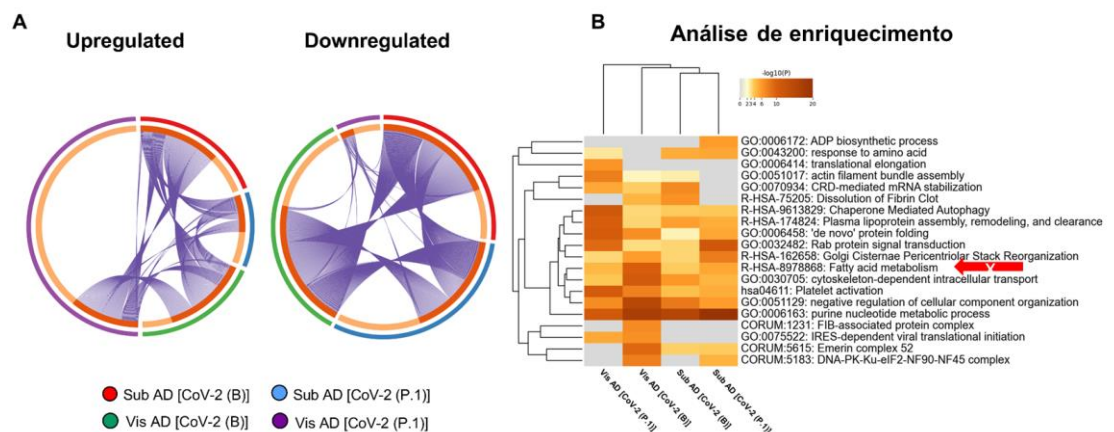 A
Upregulated
Downregulated
Sub AD [CoV-2 (B)]
Sub AD [CoV-2 (P.1)]
Vis AD [CoV-2 (B)]
Vis AD [CoV-2 (P.1)]
B
Análise de enriquecimento
-log10(P)
0 2 3 4 6 10 20
GO:0006172: ADP biosynthetic process
GO:0043200: response to amino acid
GO:0006414: translational elongation
GO:0051017: actin filament bundle assembly
GO:0070934: CRD-mediated mRNA stabilization
R-HSA-75205: Dissolution of Fibrin Clot
R-HSA-9613829: Chaperone Mediated Autophagy
R-HSA-174824: Plasma lipoprotein assembly, remodeling, and clearance
GO:0006458: 'de novo' protein folding
GO:0032482: Rab protein signal transduction
R-HSA-162658: Golgi Cisternae Pericentriolar Stack Reorganization
R-HSA-8978868: Fatty acid metabolism
GO:0030705: cytoskeleton-dependent intracellular transport
hsa04611: Platelet activation
GO:0051129: negative regulation of cellular component organization
GO:0006163: purine nucleotide metabolic process
CORUM:1231: FIB-associated protein complex
GO:0075522: IRES-dependent viral translational initiation
CORUM:5615: Emerin complex 52
CORUM:5183: DNA-PK-Ku-eIF2-NF90-NF45 complex
Vis AD [CoV-2 (P.1)]
Vis AD [CoV-2 (B)]
Sub AD [CoV-2 (B)]
Sub AD [CoV-2 (P.1)]